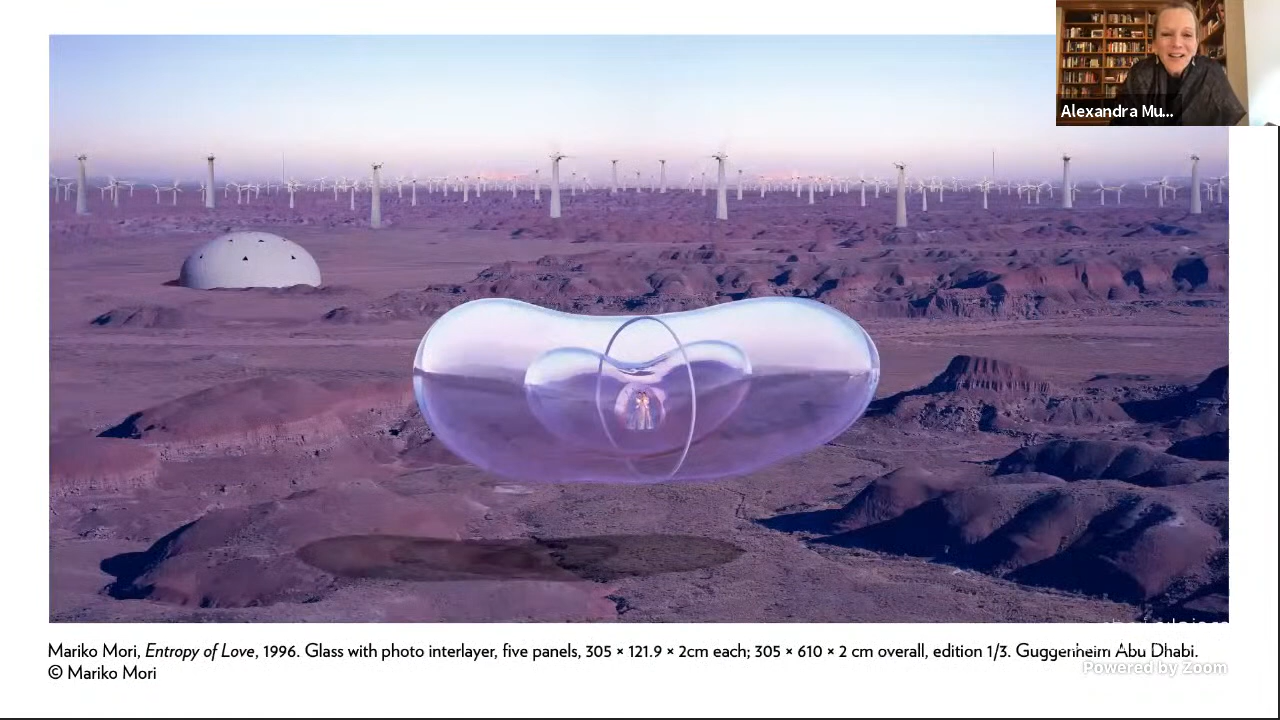 Alexandra Mu...
Mariko Mori, Entropy of Love, 1996. Glass with photo interlayer, five panels, 305 × 121.9 × 2cm each; 305 × 610 × 2 cm overall, edition 1/3. Guggenheim Abu Dhabi.
© Mariko Mori
Powered by Zoom